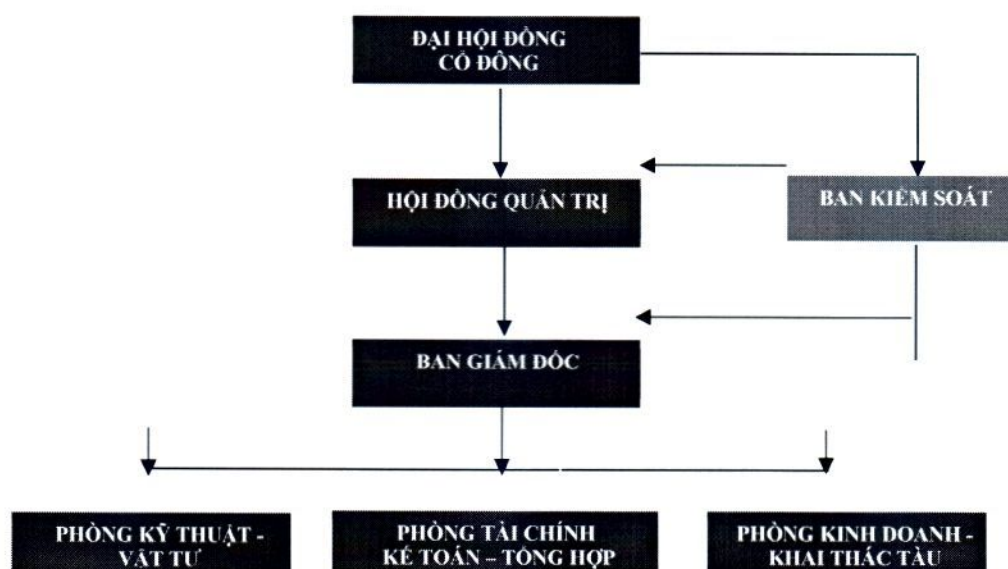 ĐẠI HỘI ĐỒNG
CỔ ĐÔNG
HỘI ĐỒNG QUẢN TRỊ
BAN KIỂM SOÁT
BAN GIÁM ĐỐC
PHÒNG KỸ THUẬT -
VẬT TƯ
PHÒNG TÀI CHÍNH
KẾ TOÁN – TỔNG HỢP
PHÒNG KINH DOANH -
KHAI THÁC TÀU